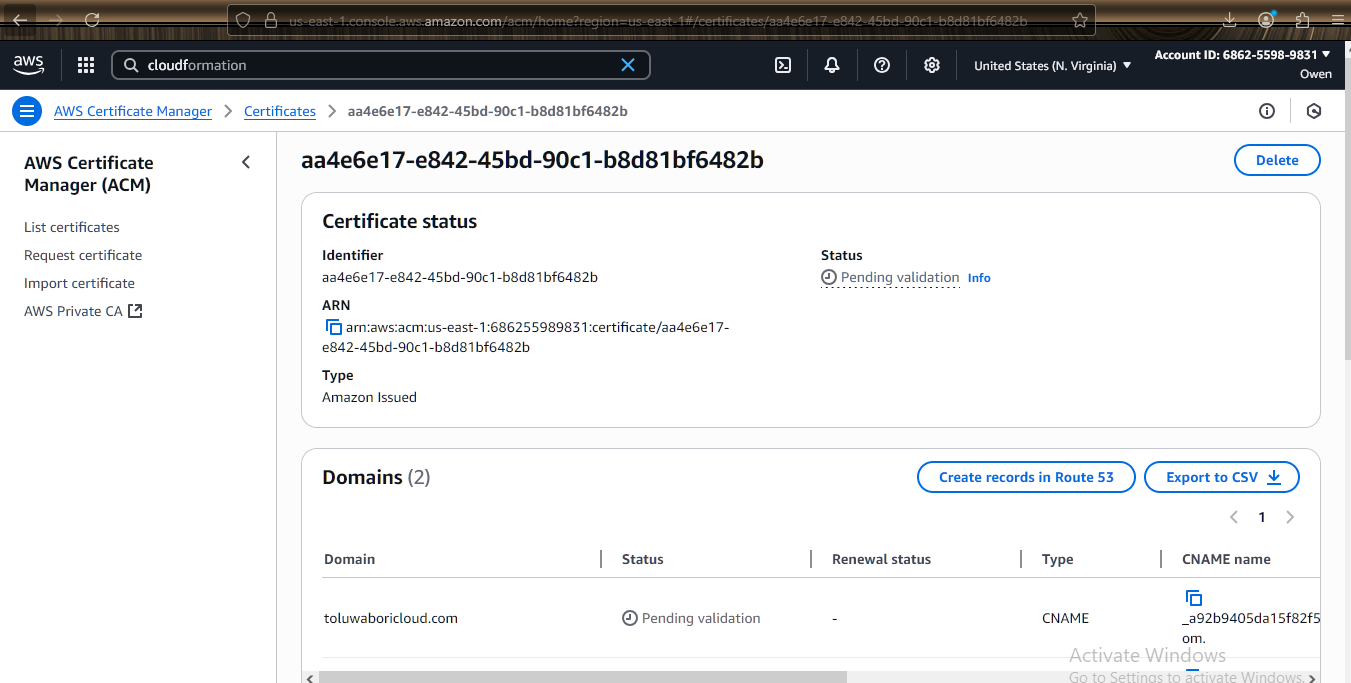 us-east-1.console.aws.amazon.com/acm/home?region=us-east-1#/certificates/aa4e6e17-e842-45bd-90c1-b8d81bf6482b
aws
cloudformation
United States (N. Virginia)
Account ID: 6862-5598-9831
Owen
AWS Certificate Manager
Certificates
aa4e6e17-e842-45bd-90c1-b8d81bf6482b
AWS Certificate
Manager (ACM)
List certificates
Request certificate
Import certificate
AWS Private CA
aa4e6e17-e842-45bd-90c1-b8d81bf6482b
Delete
Certificate status
Identifier
aa4e6e17-e842-45bd-90c1-b8d81bf6482b
Status
Pending validation Info
ARN
arn:aws:acm:us-east-1:686255989831:certificate/aa4e6e17-
e842-45bd-90c1-b8d81bf6482b
Type
Amazon Issued
Domains (2)
Create records in Route 53
Export to CSV
1
Domain Status Renewal status Type CNAME name
toluwaboricloud.com Pending validation - CNAME _a92b9405da15f82f5
om.
Activate Windows
Go to Settings to activate Windows.